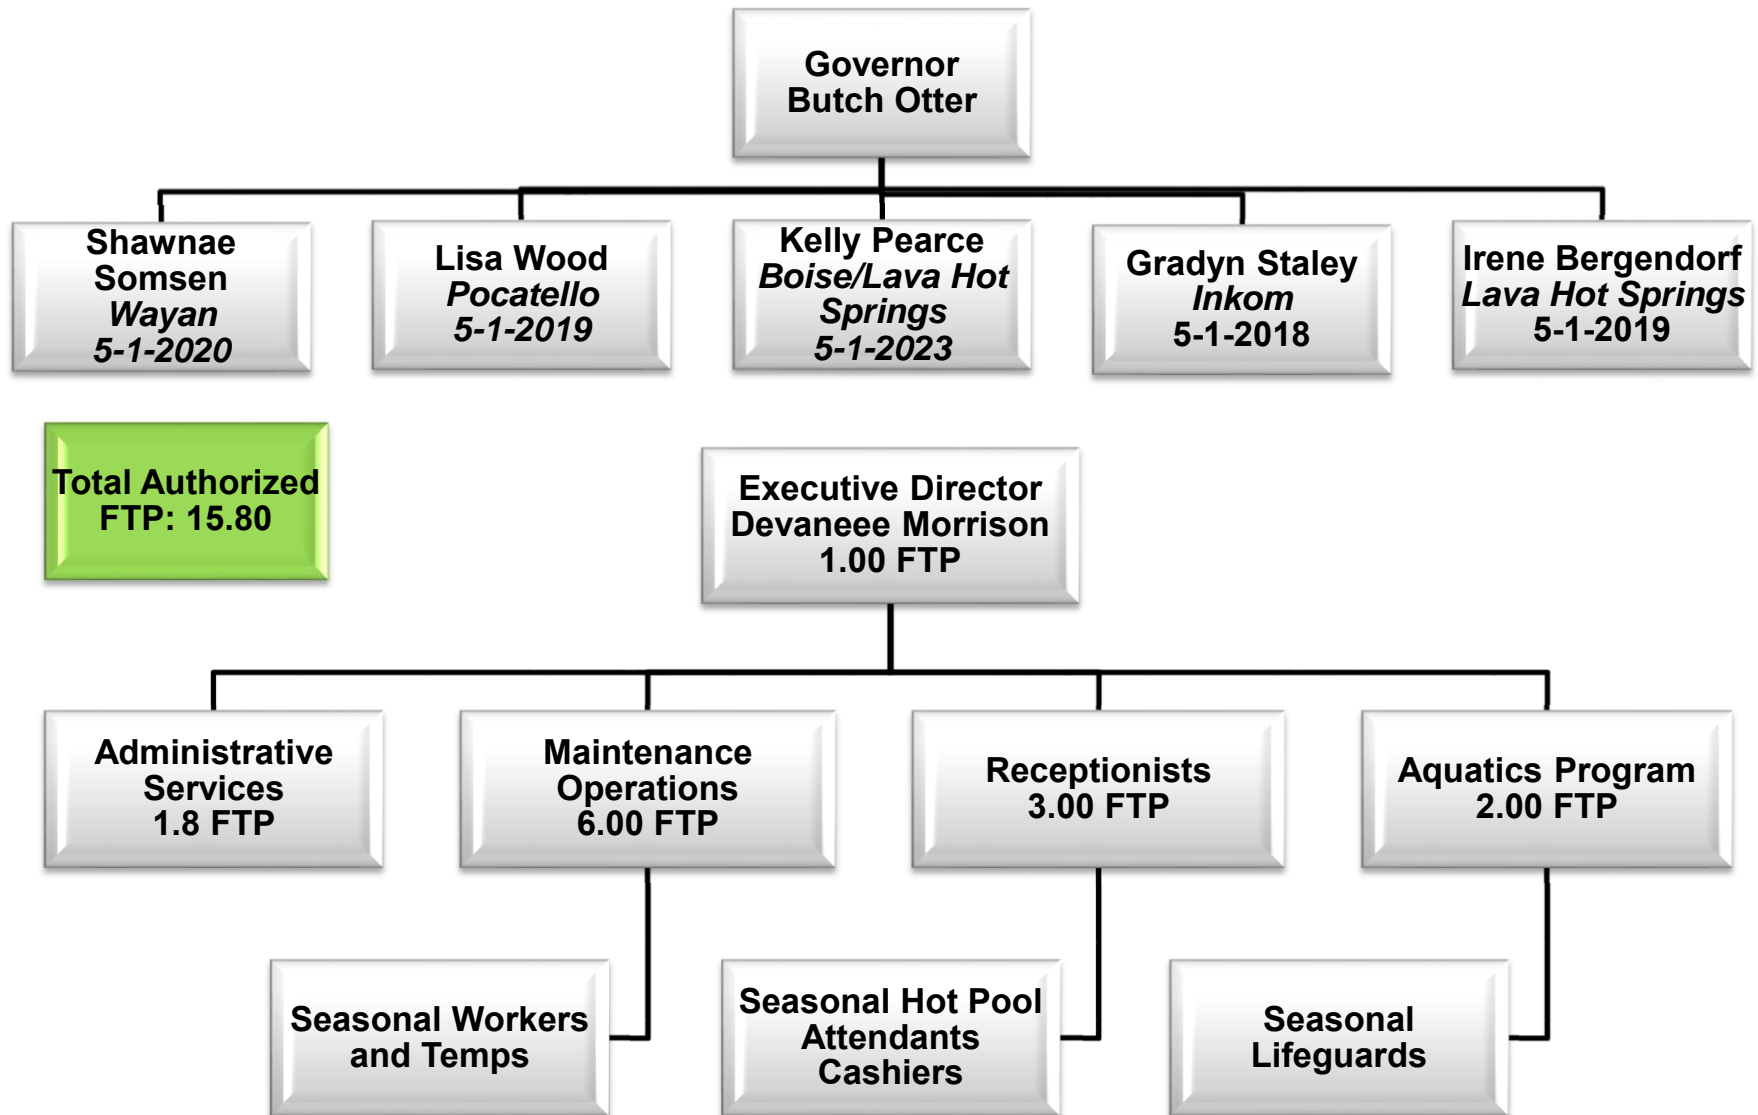 Governor
Butch Otter
Shawnae
Somsen
Wayan
5-1-2020
Lisa Wood
Pocatello
5-1-2019
Kelly Pearce
Boise/Lava Hot
Springs
5-1-2023
Gradyn Staley
Inkom
5-1-2018
Irene Bergendorf
Lava Hot Springs
5-1-2019
Total Authorized
FTP: 15.80
Executive Director
Devaneee Morrison
1.00 FTP
Administrative
Services
1.8 FTP
Maintenance
Operations
6.00 FTP
Receptionists
3.00 FTP
Aquatics Program
2.00 FTP
Seasonal Workers
and Temps
Seasonal Hot Pool
Attendants
Cashiers
Seasonal
Lifeguards